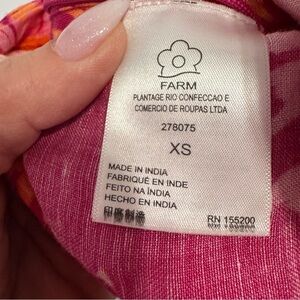 FARM
PLANTAGE RIO CONFECCAO E
COMERCIO DE ROUPAS LTDA
278075
XS
MADE IN INDIA
FABRIQUÉ EN INDE
FEITO NA ÍNDIA
HECHO EN INDIA
RN 155200